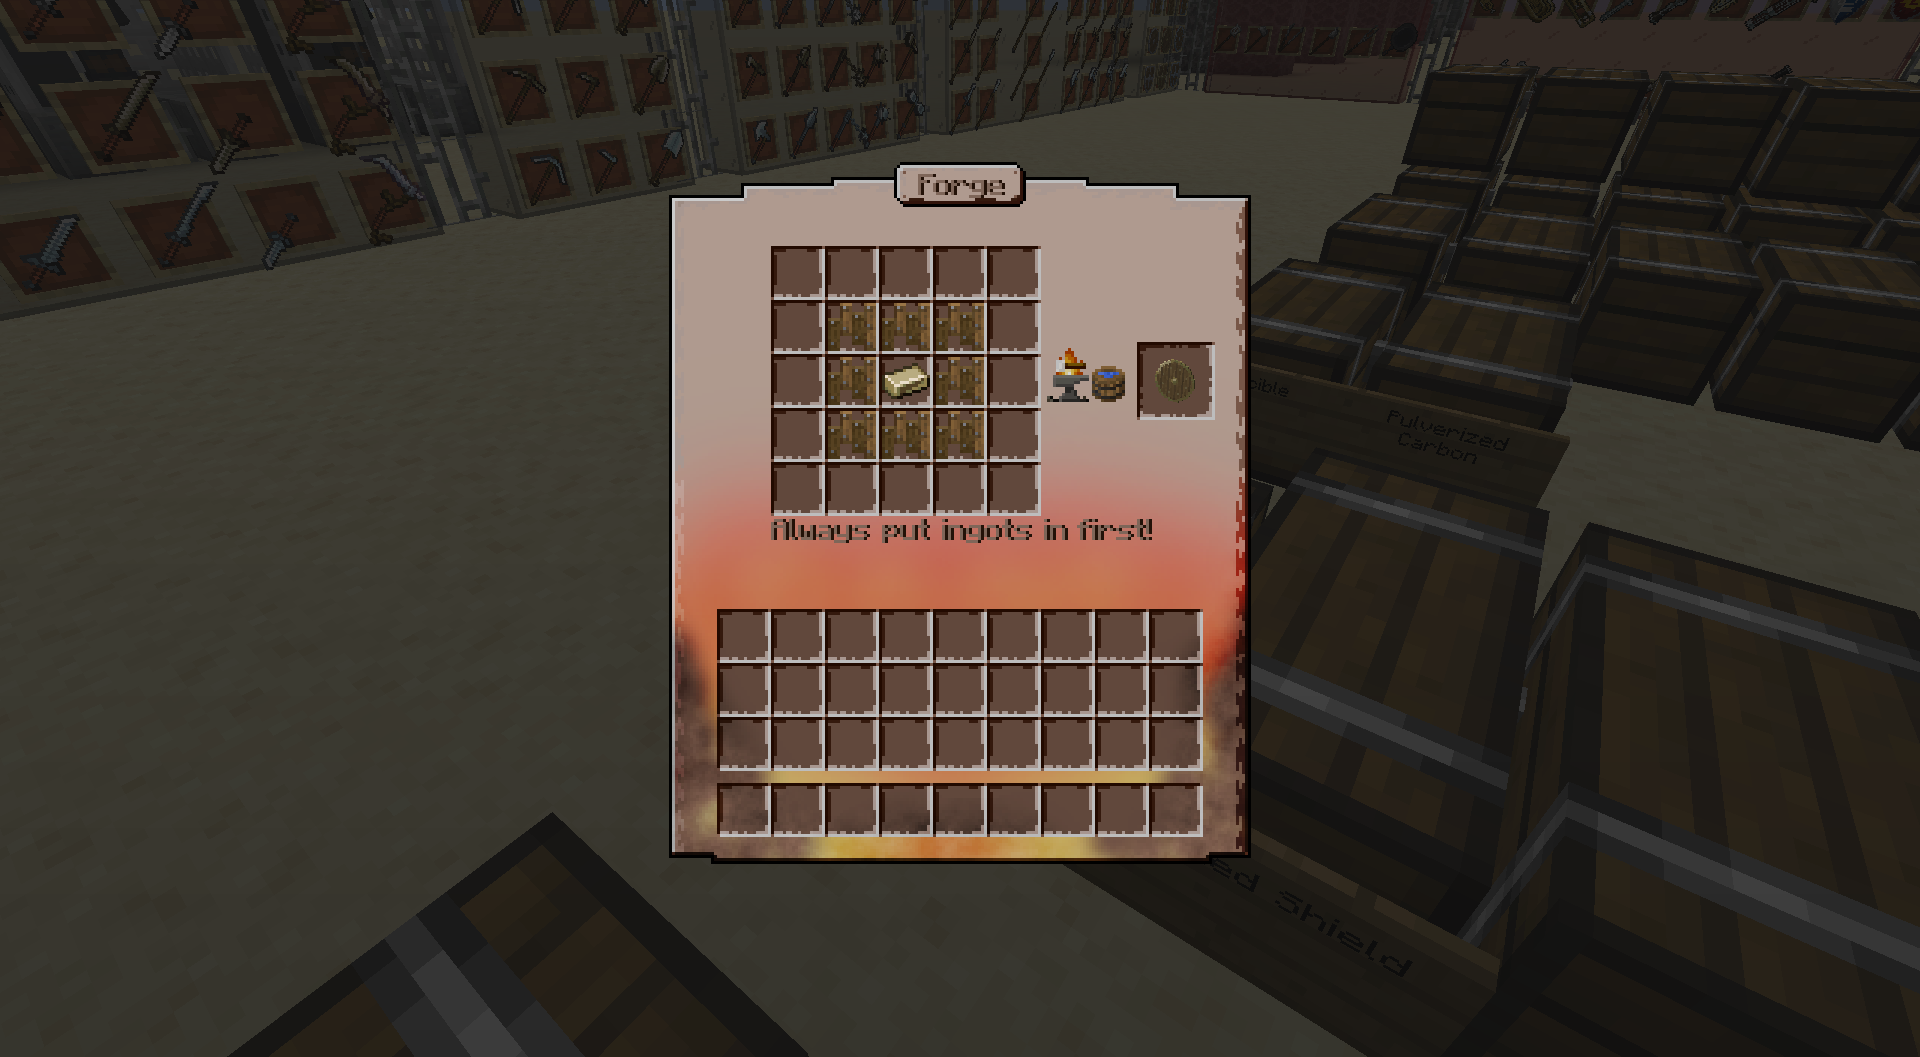 Forge
Always put ingots in first!
Pulverized
Carbon
Shield